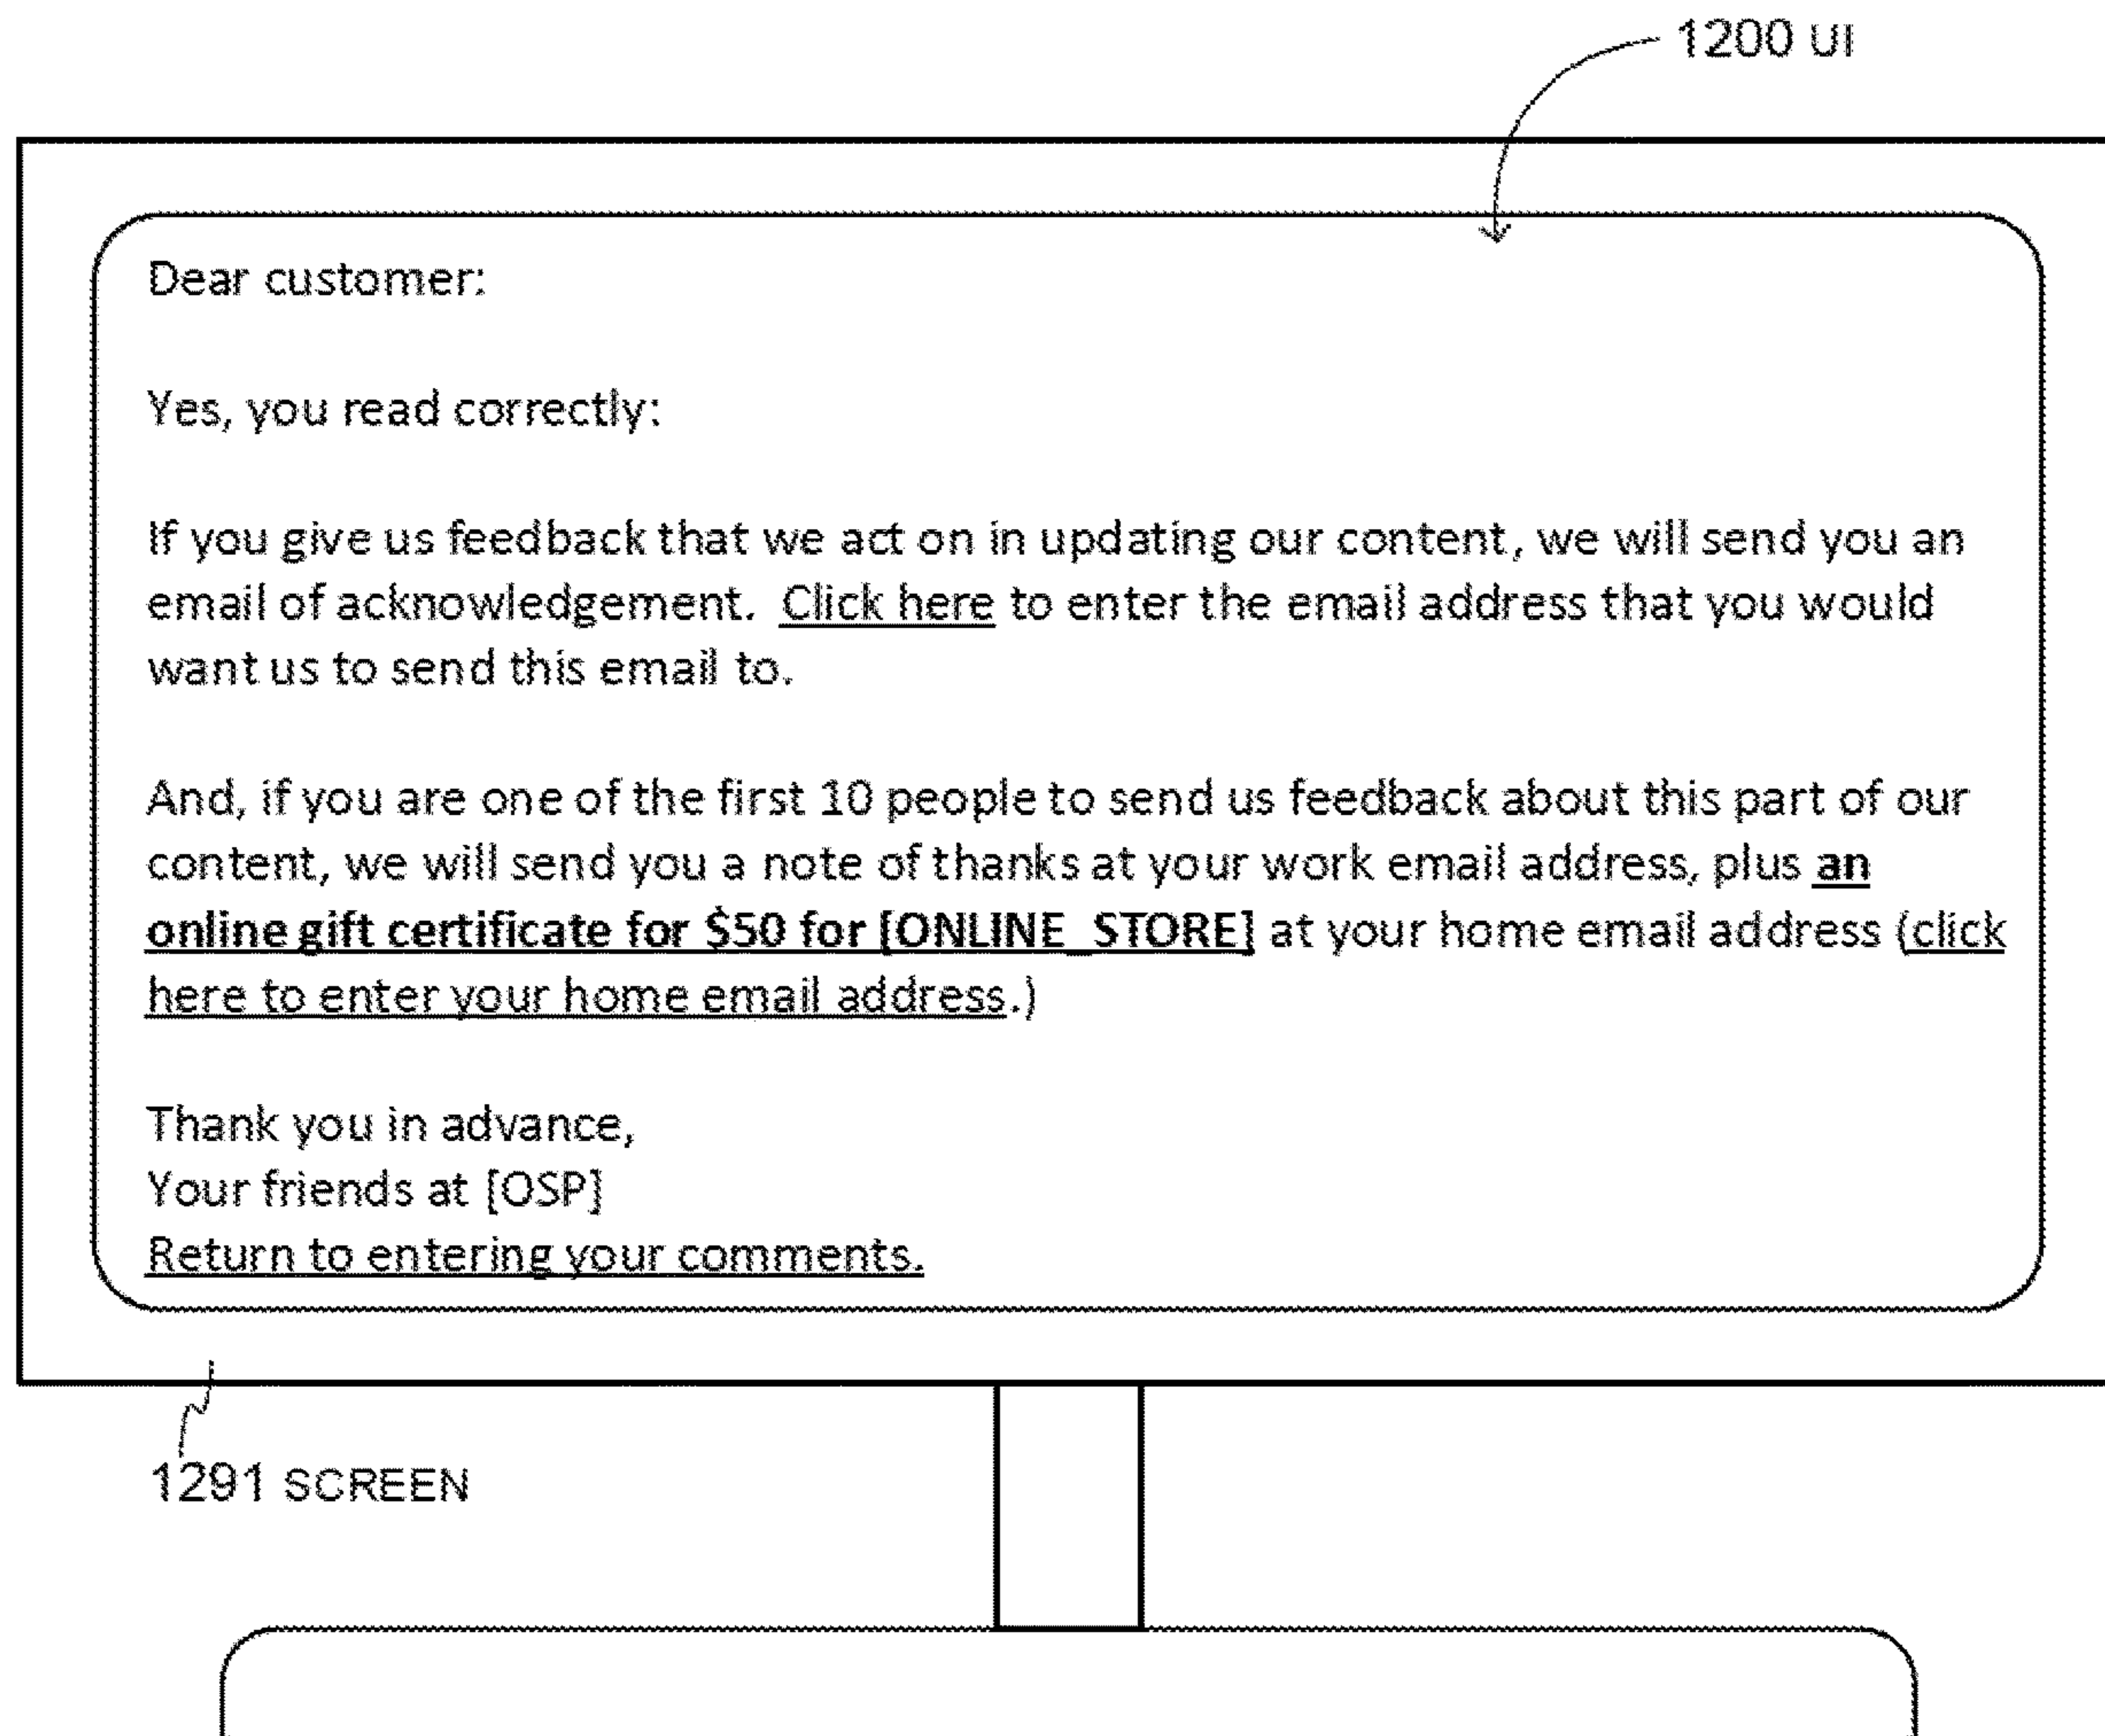 1200 UI
Dear customer:
Yes, you read correctly:
If you give us feedback that we act on in updating our content, we will send you an
email of acknowledgement.  Click here to enter the email address that you would
want us to send this email to.
And, if you are one of the first 10 people to send us feedback about this part of our
content, we will send you a note of thanks at your work email address, plus an
online gift certificate for $50 for [ONLINE_STORE] at your home email address (click
here to enter your home email address.)
Thank you in advance,
Your friends at [OSP]
Return to entering your comments.
1291 SCREEN